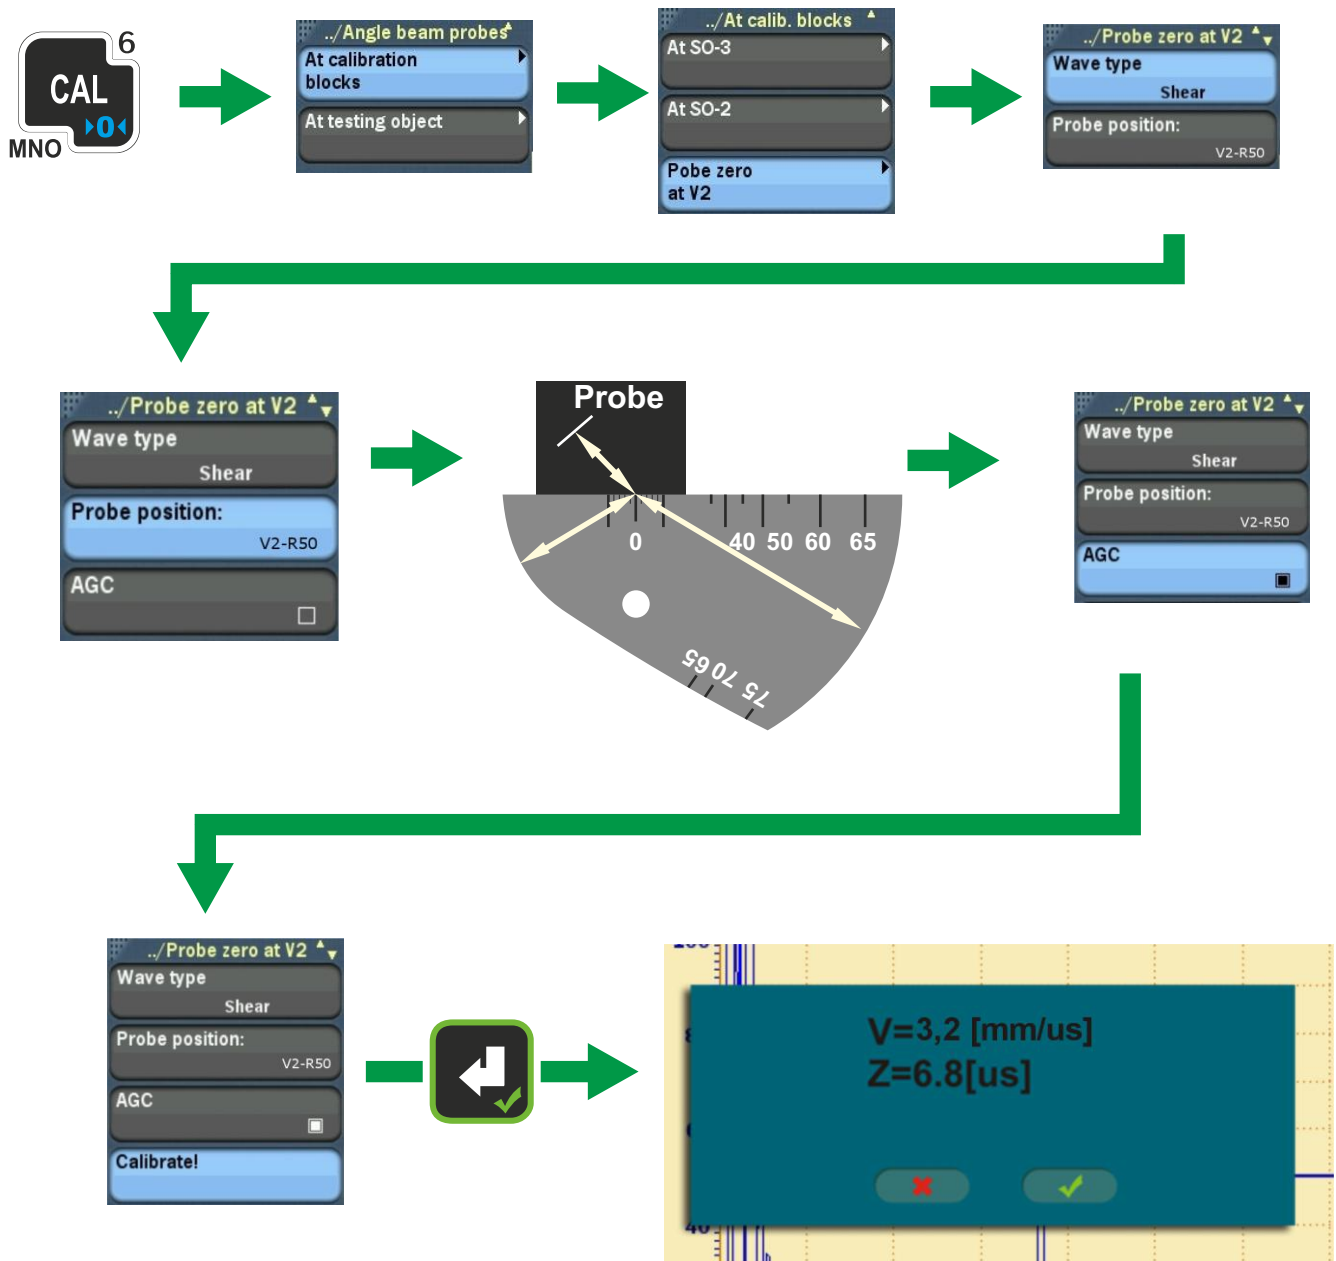 6
CAL
0
MNO
../Angle beam probes
At calibration
blocks
At testing object
../At calib. blocks
At SO-3
At SO-2
Pobe zero
at V2
../Probe zero at V2
Wave type
Shear
Probe position:
V2-R50
../Probe zero at V2
Wave type
Shear
Probe position:
V2-R50
AGC
Probe
0 40 50 60 65
65 70 75
../Probe zero at V2
Wave type
Shear
Probe position:
V2-R50
AGC
../Probe zero at V2
Wave type
Shear
Probe position:
V2-R50
AGC
Calibrate!
V=3,2 [mm/us]
Z=6.8[us]